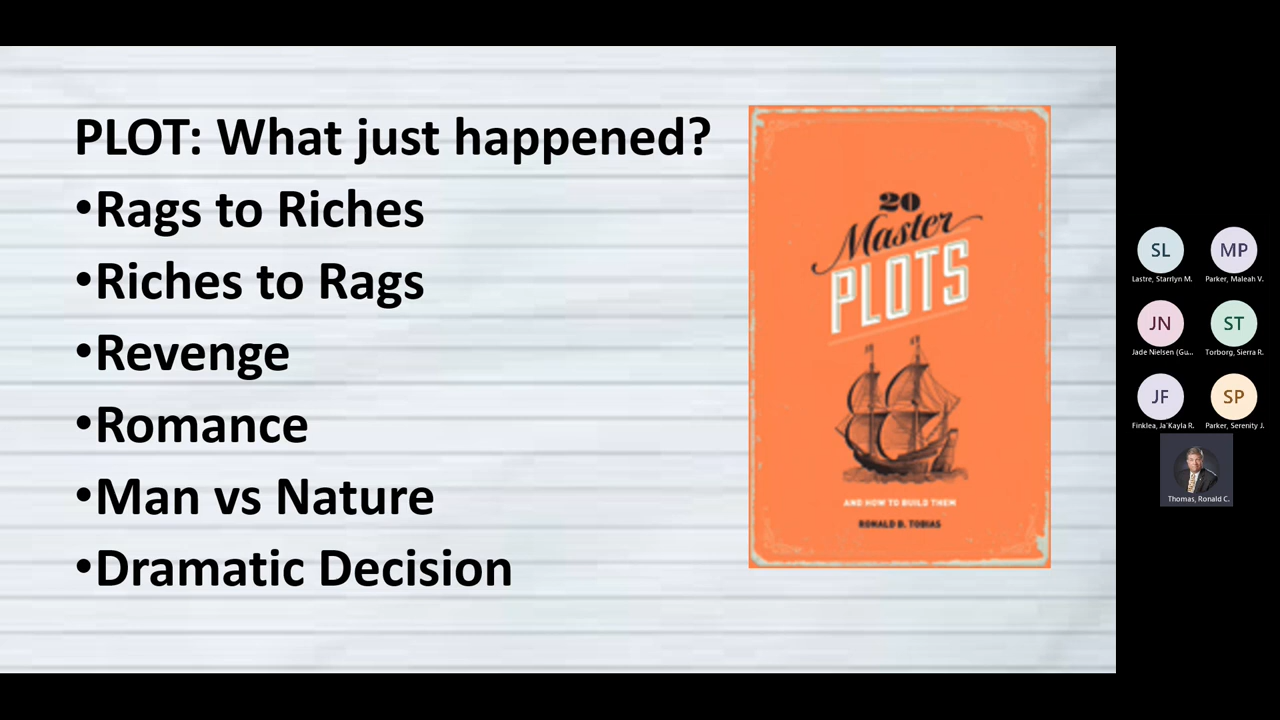 PLOT: What just happened?
•Rags to Riches
•Riches to Rags
•Revenge
•Romance
•Man vs Nature
•Dramatic Decision
20
Master
PLOTS
AND HOW TO BUILD THEM
RONALD B. TOBIAS
SL
MP
Lastre, Starrlyn M.
Parker, Maleah V.
JN
ST
Jade Nielsen (Gu...
Torborg, Sierra R.
JF
SP
Finklea, Ja'Kayla R.
Parker, Serenity J.
Thomas, Ronald C.